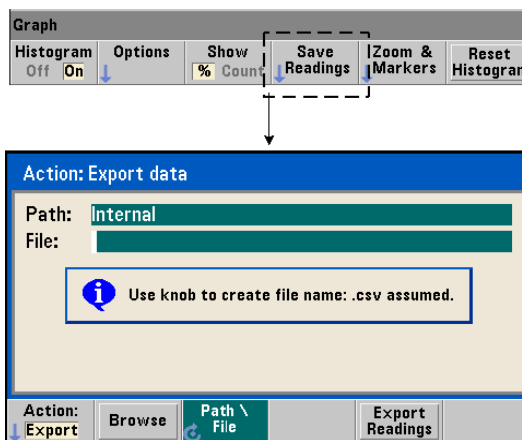 Graph
Histogram Options Show Save Zoom & Reset
Off On % Count Readings Markers Histogram
Action: Export data
Path: Internal
File:
Use knob to create file name: .csv assumed.
Action: Browse Path \ Export
Export File Readings